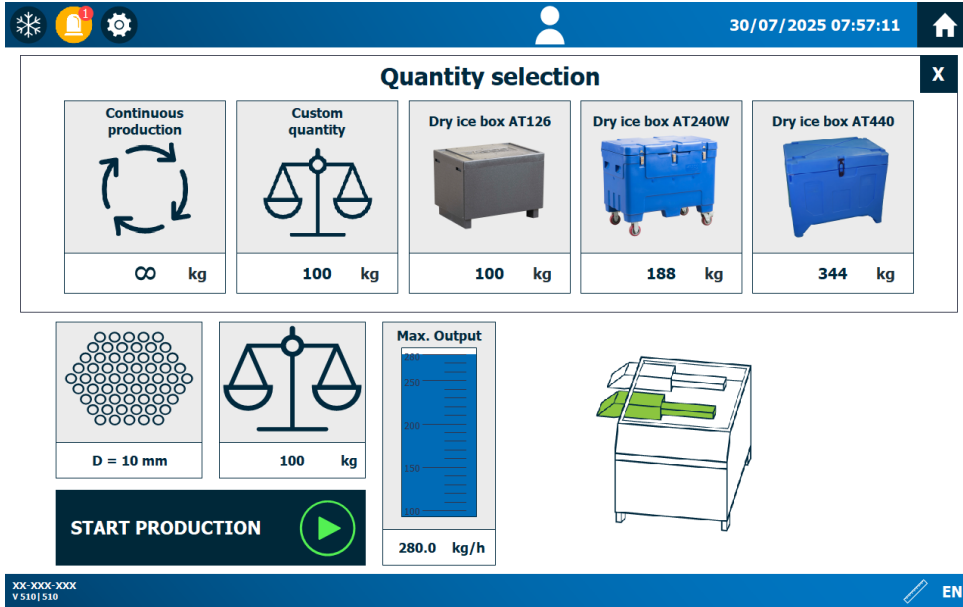 1
30/07/2025 07:57:11
Quantity selection
X
Continuous
production
∞ kg
Custom
quantity
100 kg
Dry ice box AT126
100 kg
Dry ice box AT240W
188 kg
Dry ice box AT440
344 kg
D = 10 mm
100 kg
Max. Output
280
250
200
150
100
280.0 kg/h
START PRODUCTION
XX-XXX-XXX
V 510| 510
EN